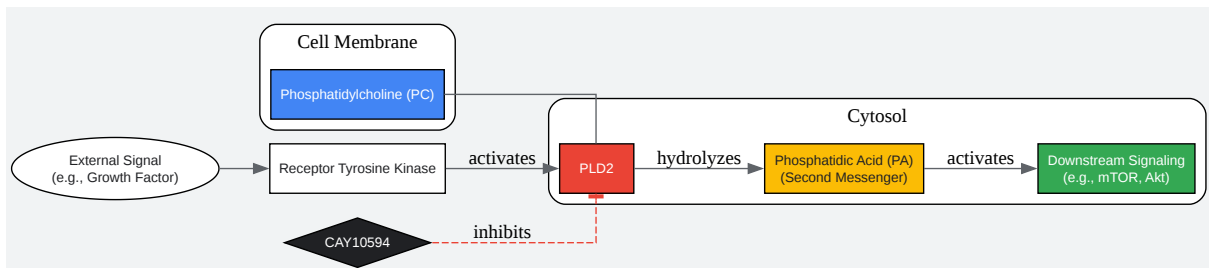 Cell Membrane
Phosphatidylcholine (PC)
Cytosol
External Signal
(e.g., Growth Factor)
Receptor Tyrosine Kinase
activates
PLD2
hydrolyzes
Phosphatidic Acid (PA)
(Second Messenger)
activates
Downstream Signaling
(e.g., mTOR, Akt)
CAY10594
inhibits